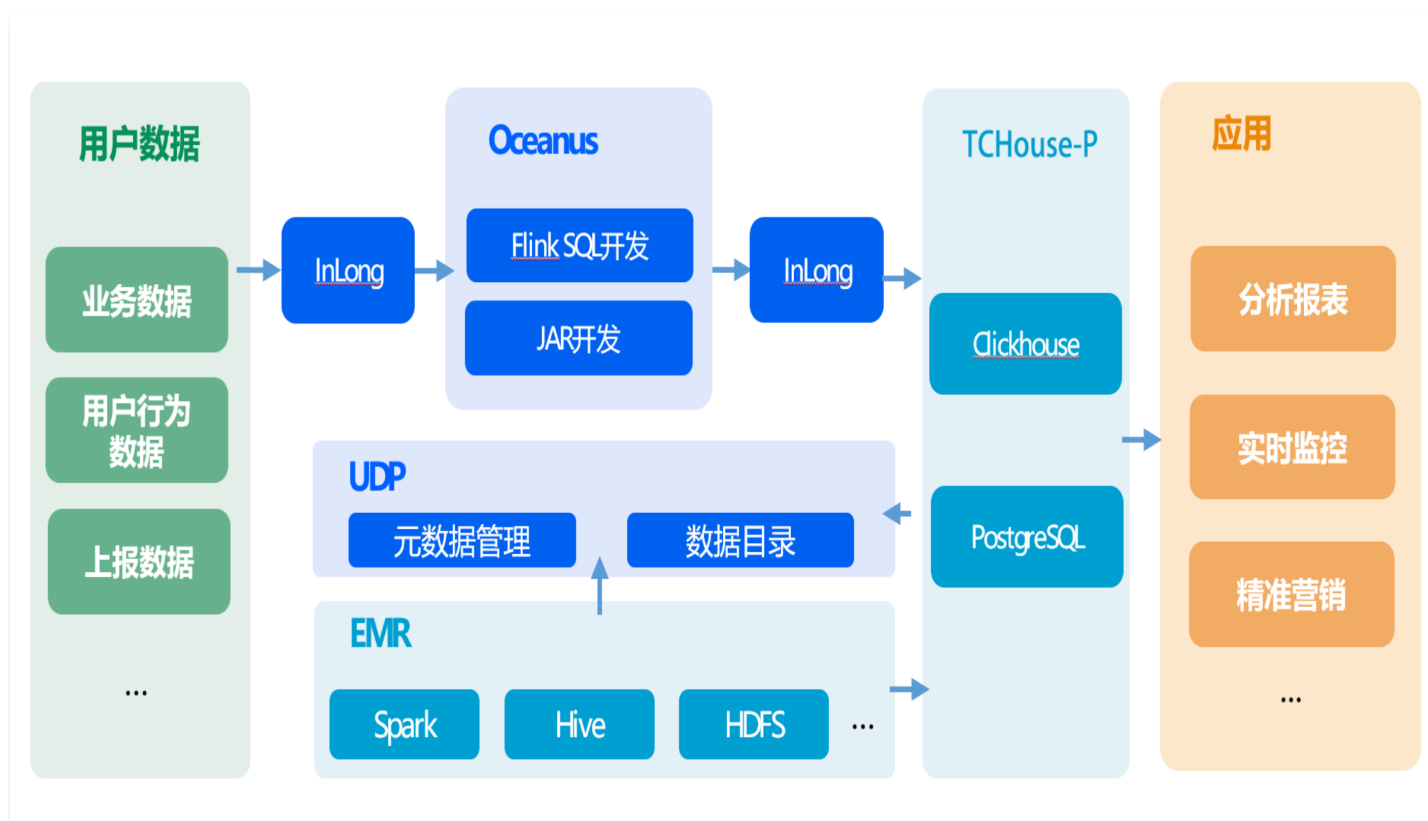 用户数据
业务数据
用户行为
数据
上报数据
...
InLong
Oceanus
Flink SQL开发
JAR开发
InLong
UDP
元数据管理
数据目录
EMR
Spark
Hive
HDFS
...
TCHouse-P
Clickhouse
PostgreSQL
应用
分析报表
实时监控
精准营销
...